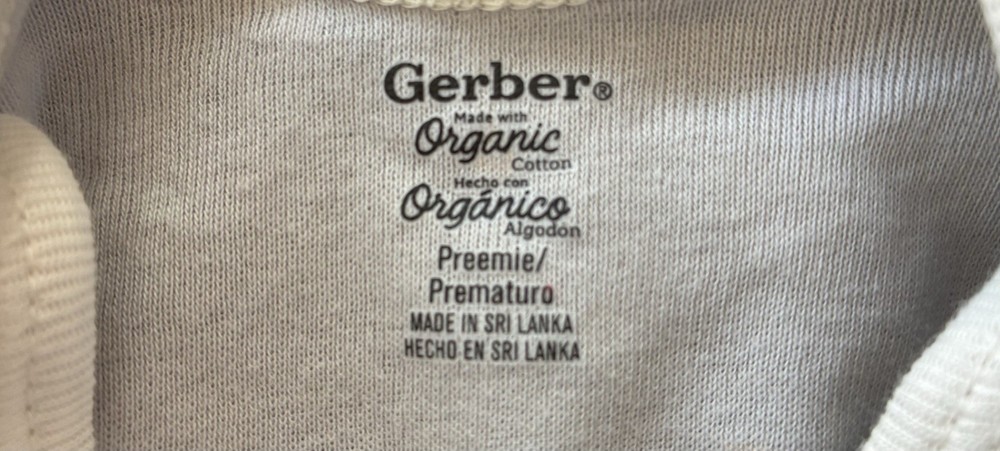 Gerber®
Made with
Organic
Cotton
Hecho con
Orgánico
Algodón
Preemie/
Prematuro
MADE IN SRI LANKA
HECHO EN SRI LANKA